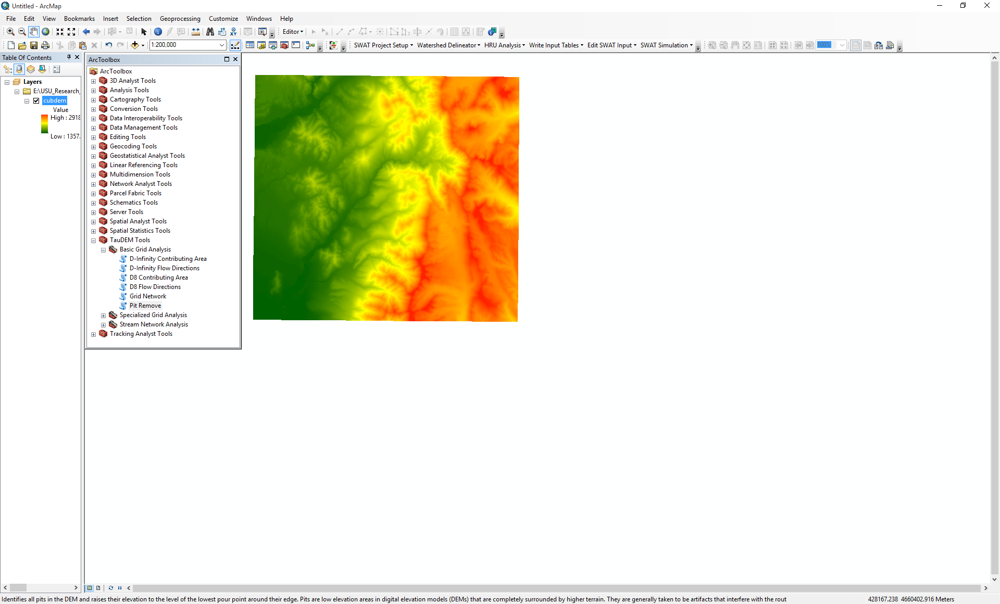 Untitled - ArcMap
File Edit View Bookmarks Insert Selection Geoprocessing Customize Windows Help
Editor
1:200,000 SWAT Project Setup Watershed Delineator HRU Analysis Write Input Tables Edit SWAT Input SWAT Simulation 100%
Table Of Contents
Layers
E:\USU_Research_
cubdem
Value
High : 2918
Low : 1357.
ArcToolbox
ArcToolbox
3D Analyst Tools
Analysis Tools
Cartography Tools
Conversion Tools
Data Interoperability Tools
Data Management Tools
Editing Tools
Geocoding Tools
Geostatistical Analyst Tools
Linear Referencing Tools
Multidimension Tools
Network Analyst Tools
Parcel Fabric Tools
Schematics Tools
Server Tools
Spatial Analyst Tools
Spatial Statistics Tools
TauDEM Tools
Basic Grid Analysis
D-Infinity Contributing Area
D-Infinity Flow Directions
D8 Contributing Area
D8 Flow Directions
Grid Network
Pit Remove
Specialized Grid Analysis
Stream Network Analysis
Tracking Analyst Tools
Identifies all pits in the DEM and raises their elevation to the level of the lowest pour point around their edge. Pits are low elevation areas in digital elevation models (DEMs) that are completely surrounded by higher terrain. They are generally taken to be artifacts that interfere with the rout
428167.238 4660402.916 Meters